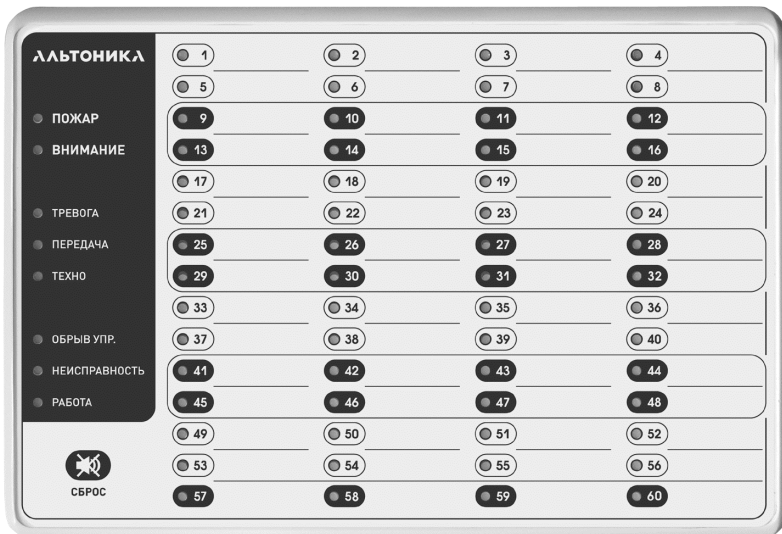 АЛЬТОНИКА
1 2 3 4
5 6 7 8
ПОЖАР 9 10 11 12
ВНИМАНИЕ 13 14 15 16
17 18 19 20
ТРЕВОГА 21 22 23 24
ПЕРЕДАЧА 25 26 27 28
ТЕХНО 29 30 31 32
33 34 35 36
ОБРЫВ УПР. 37 38 39 40
НЕИСПРАВНОСТЬ 41 42 43 44
РАБОТА 45 46 47 48
49 50 51 52
53 54 55 56
СБРОС 57 58 59 60